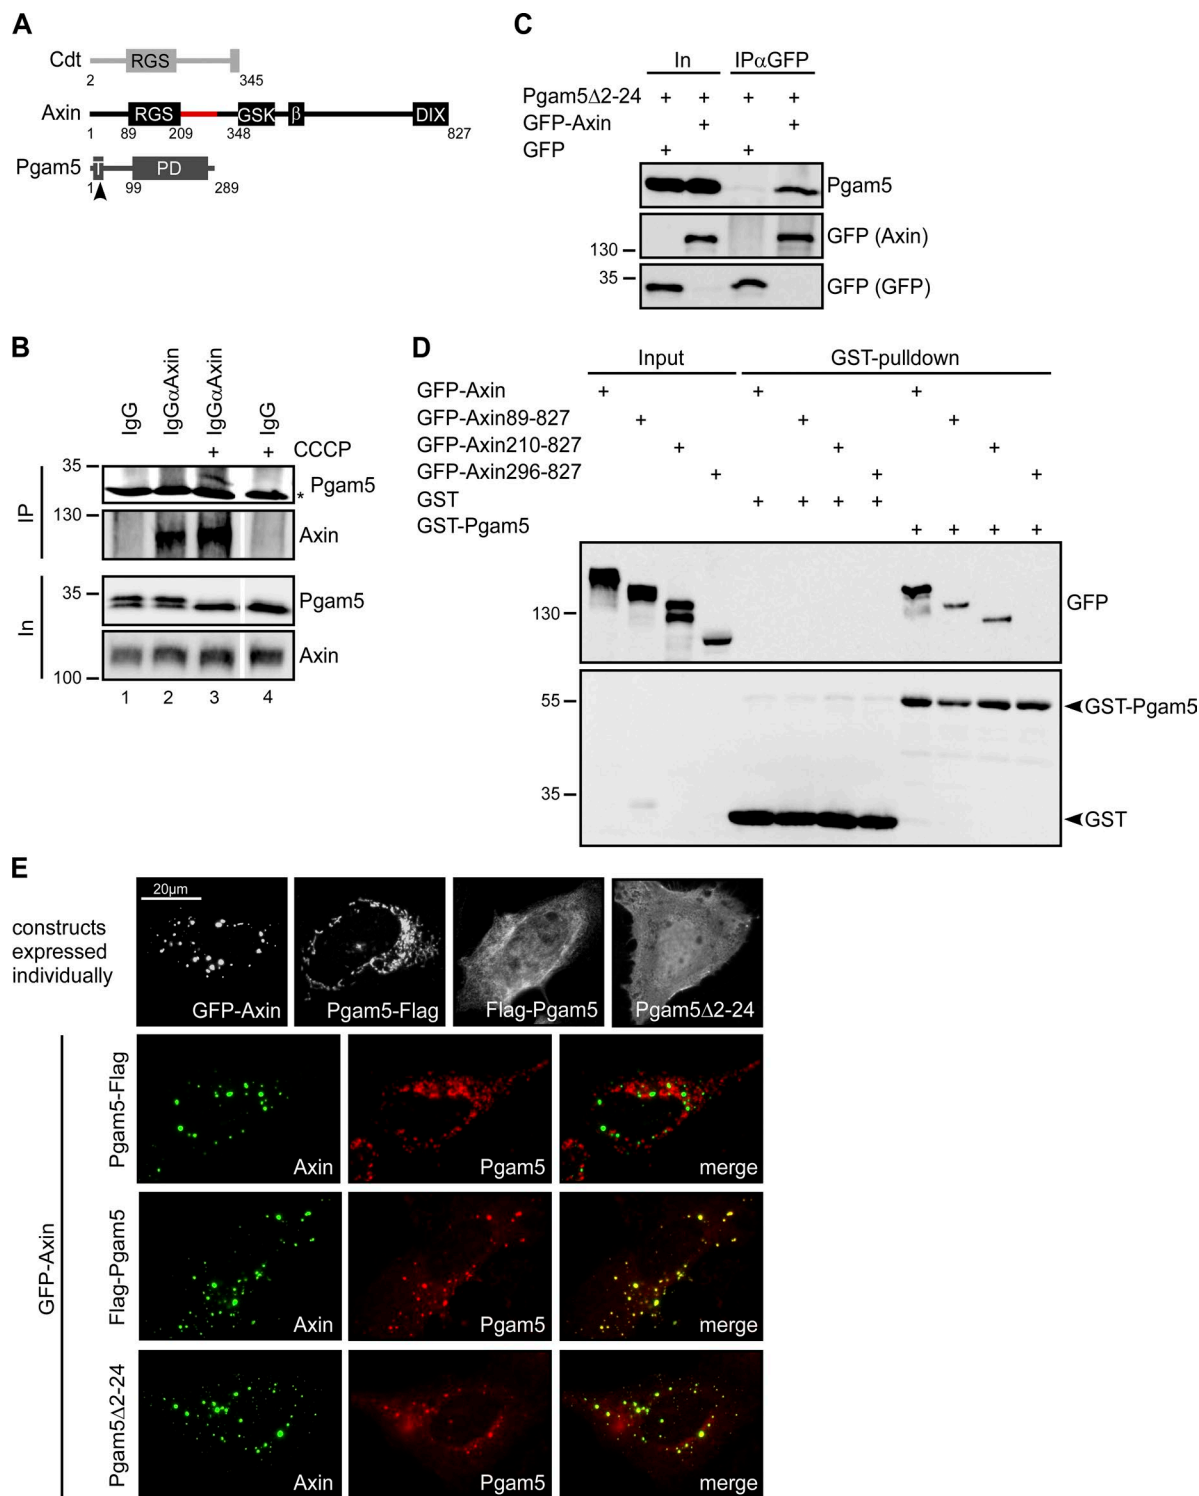 A
Cdt
RGS
2 345
Axin
RGS GSK β DIX
1 89 209 348 827
Pgam5
T PD
1 99 289
C
In IPαGFP
Pgam5Δ2-24 + + + +
GFP-Axin + +
GFP + +
Pgam5
GFP (Axin)
130
35
GFP (GFP)
B
IgG IgGαAxin IgGαAxin IgG
+ + CCCP
IP
35
Pgam5
*
130
Axin
In
35
Pgam5
Axin
100
1 2 3 4
D
Input GST-pulldown
GFP-Axin + + +
GFP-Axin89-827 + + +
GFP-Axin210-827 + + +
GFP-Axin296-827 + + +
GST + + + +
GST-Pgam5 + + + +
130
GFP
55
GST-Pgam5
35
GST
E
20µm
constructs
expressed
individually
GFP-Axin Pgam5-Flag Flag-Pgam5 Pgam5Δ2-24
GFP-Axin
Pgam5-Flag
Axin Pgam5 merge
Flag-Pgam5
Axin Pgam5 merge
Pgam5Δ2-24
Axin Pgam5 merge